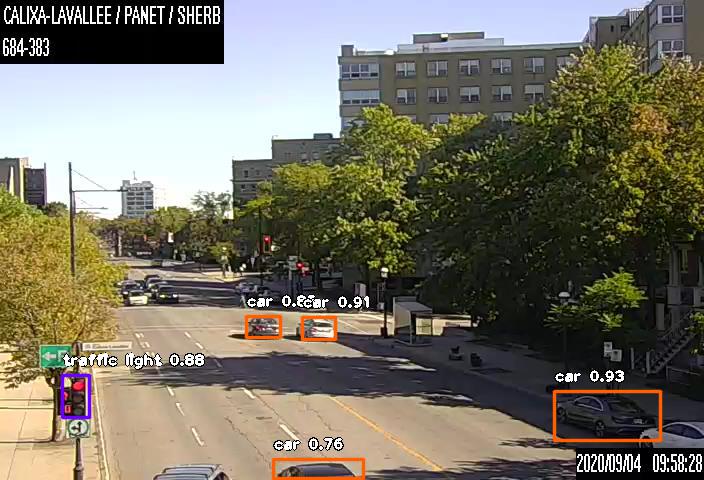 CALIXA-LAVALLEE / PANET / SHERB
684-383
car 0.91
traffic light 0.88
car 0.93
car 0.76
2020/09/04 09:58:28